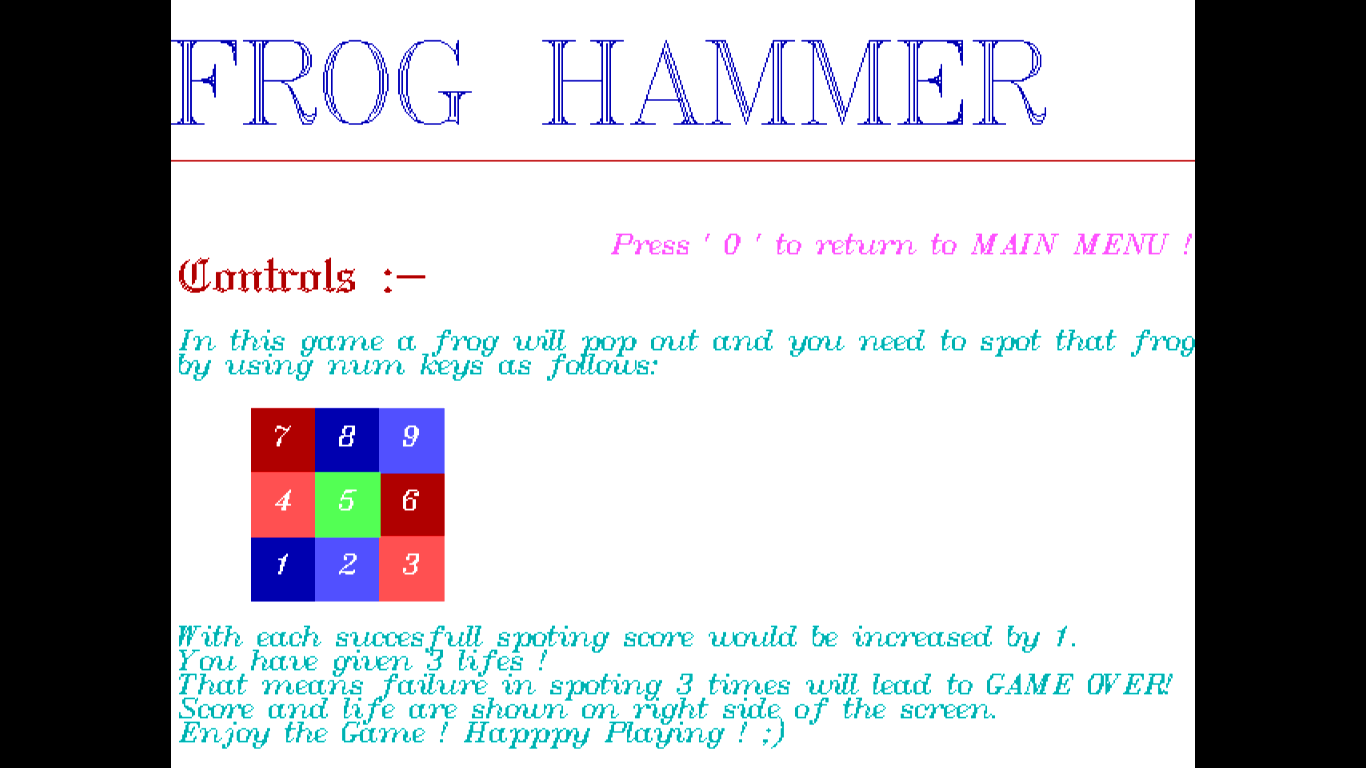 FROG HAMMER
Press ' 0 ' to return to MAIN MENU !
Controls :-
In this game a frog will pop out and you need to spot that frog
by using num keys as follows:
7 8 9
4 5 6
1 2 3
With each succesfull spoting score would be increased by 1.
You have given 3 lifes !
That means failure in spoting 3 times will lead to GAME OVER!
Score and life are shown on right side of the screen.
Enjoy the Game ! Happpy Playing ! ;)